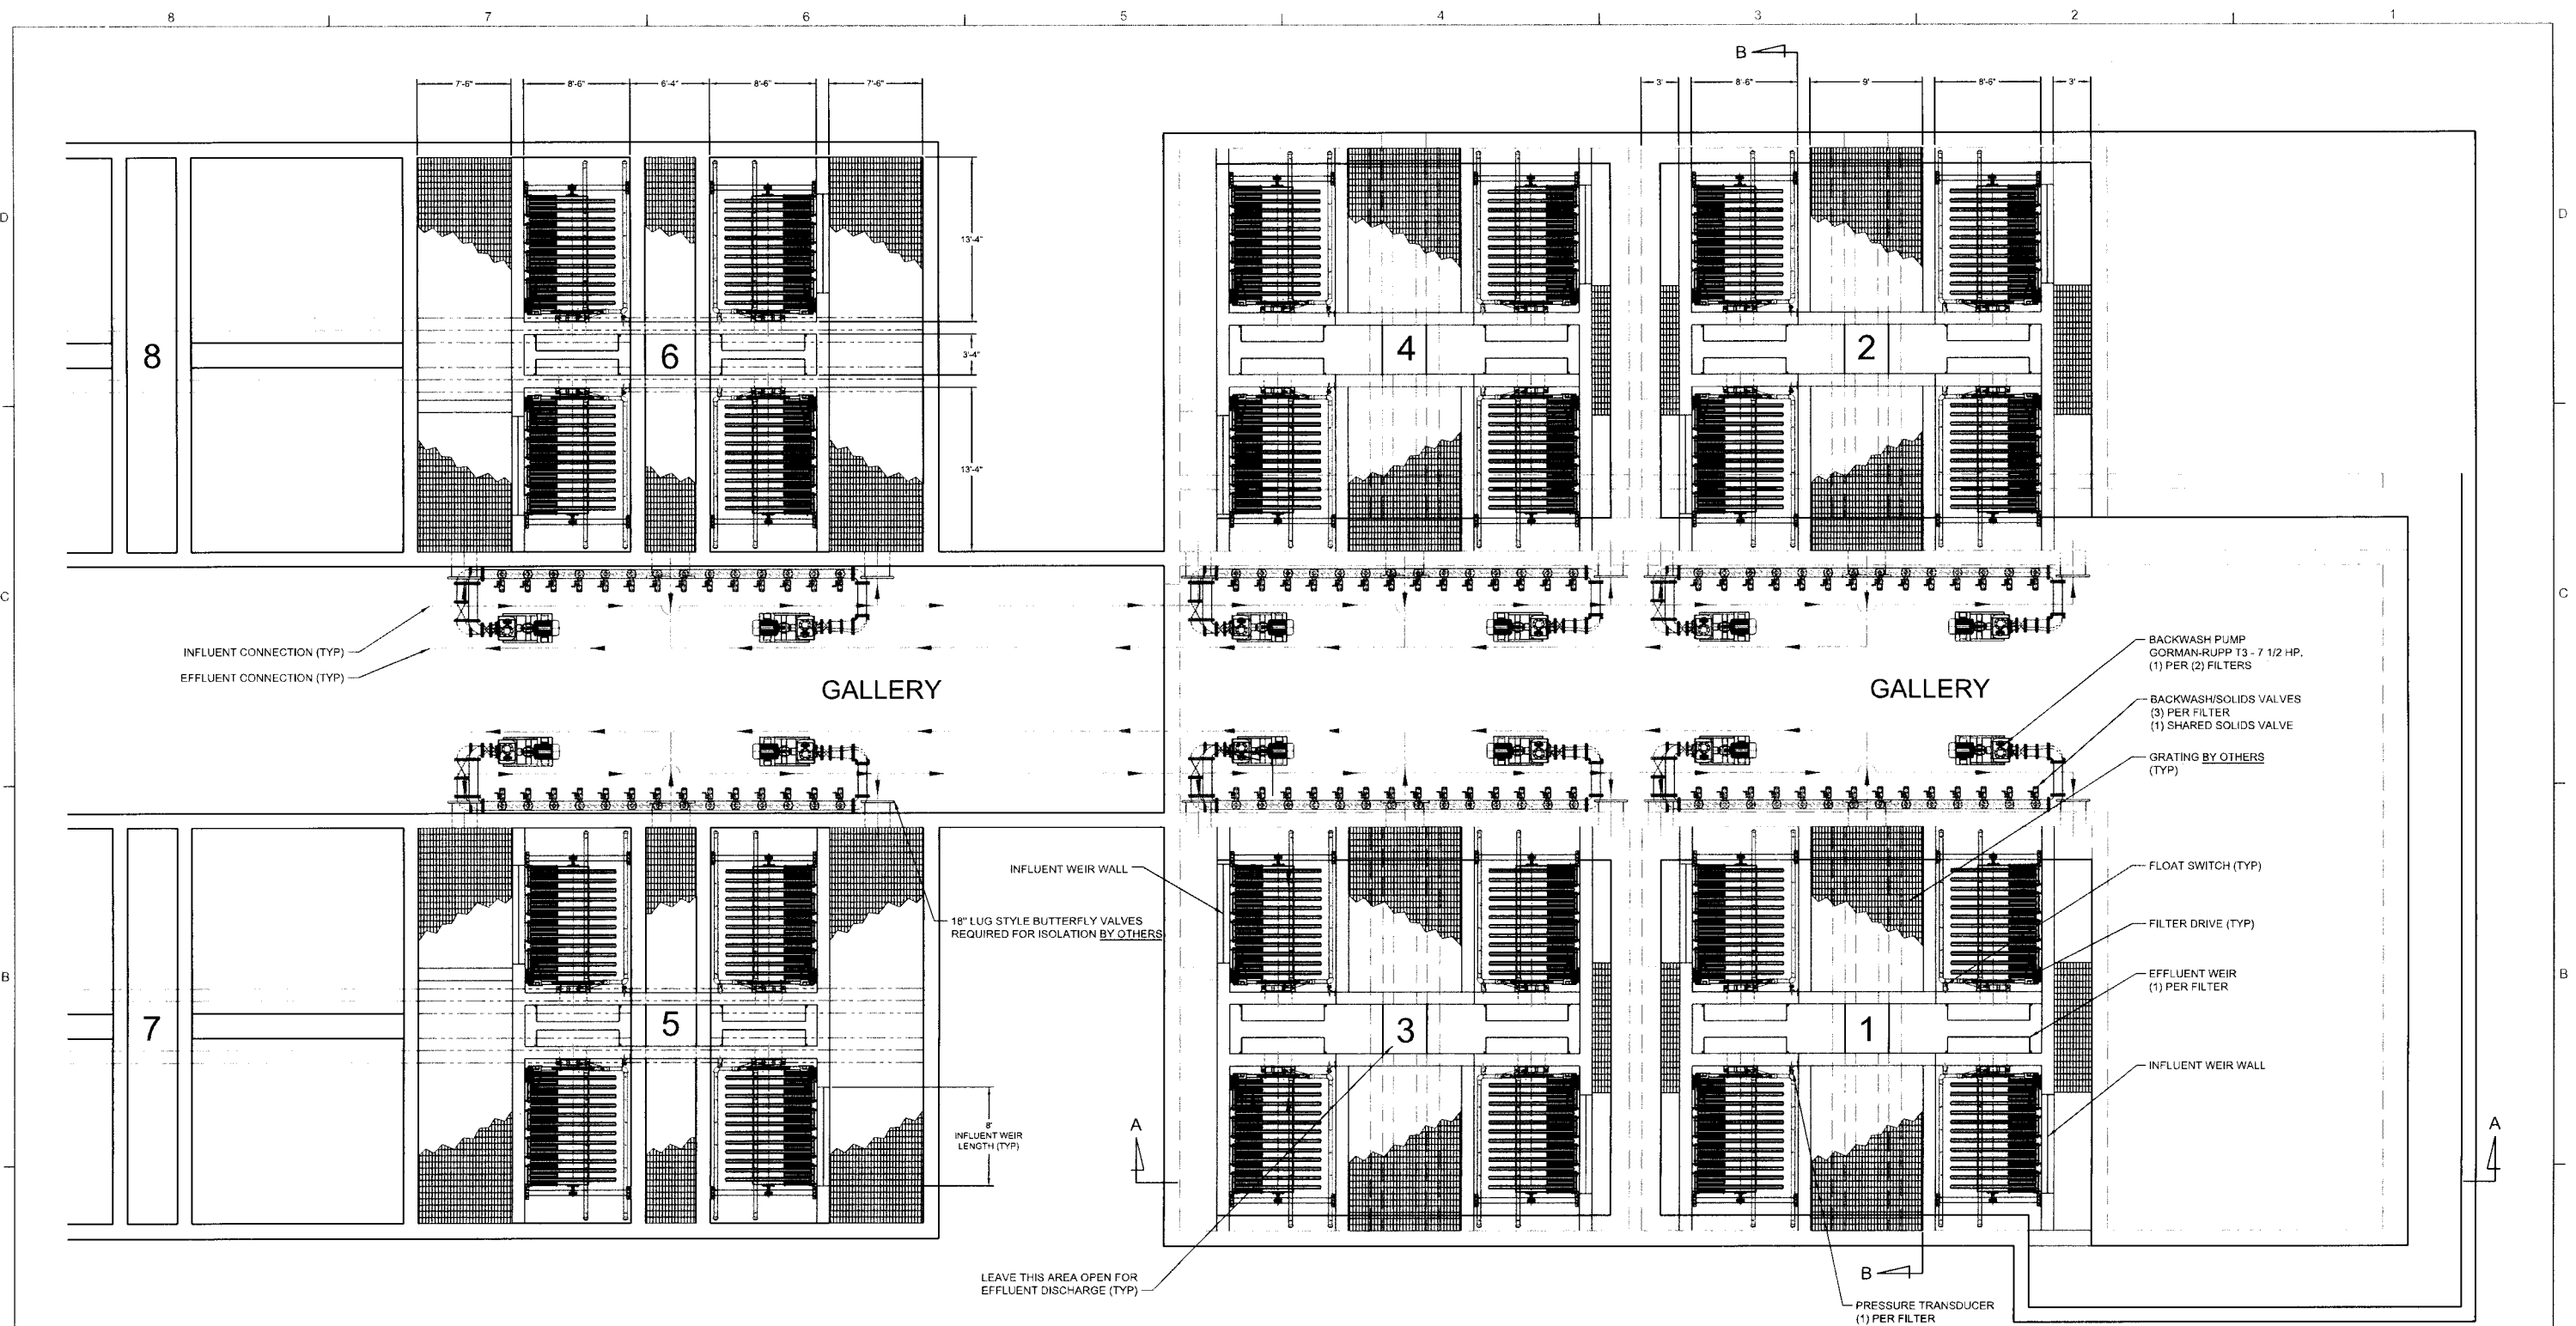 8 7 6 5 4 3 2 1
B
7'-6" 8'-6" 6'-4" 8'-6" 7'-6" 3' 8'-6" 9' 8'-6" 3'
D D
13'-4"
3'-4"
8 6 4 2
13'-4"
C C
INFLUENT CONNECTION (TYP)
EFFLUENT CONNECTION (TYP)
GALLERY GALLERY
BACKWASH PUMP
GORMAN-RUPP T3 - 7 1/2 HP,
(1) PER (2) FILTERS
BACKWASH/SOLIDS VALVES
(3) PER FILTER
(1) SHARED SOLIDS VALVE
GRATING BY OTHERS
(TYP)
INFLUENT WEIR WALL
FLOAT SWITCH (TYP)
18" LUG STYLE BUTTERFLY VALVES
REQUIRED FOR ISOLATION BY OTHERS
FILTER DRIVE (TYP)
B B
EFFLUENT WEIR
(1) PER FILTER
7 5 3 1
INFLUENT WEIR WALL
8'
INFLUENT WEIR
LENGTH (TYP)
A A
LEAVE THIS AREA OPEN FOR
EFFLUENT DISCHARGE (TYP)
B
PRESSURE TRANSDUCER
(1) PER FILTER